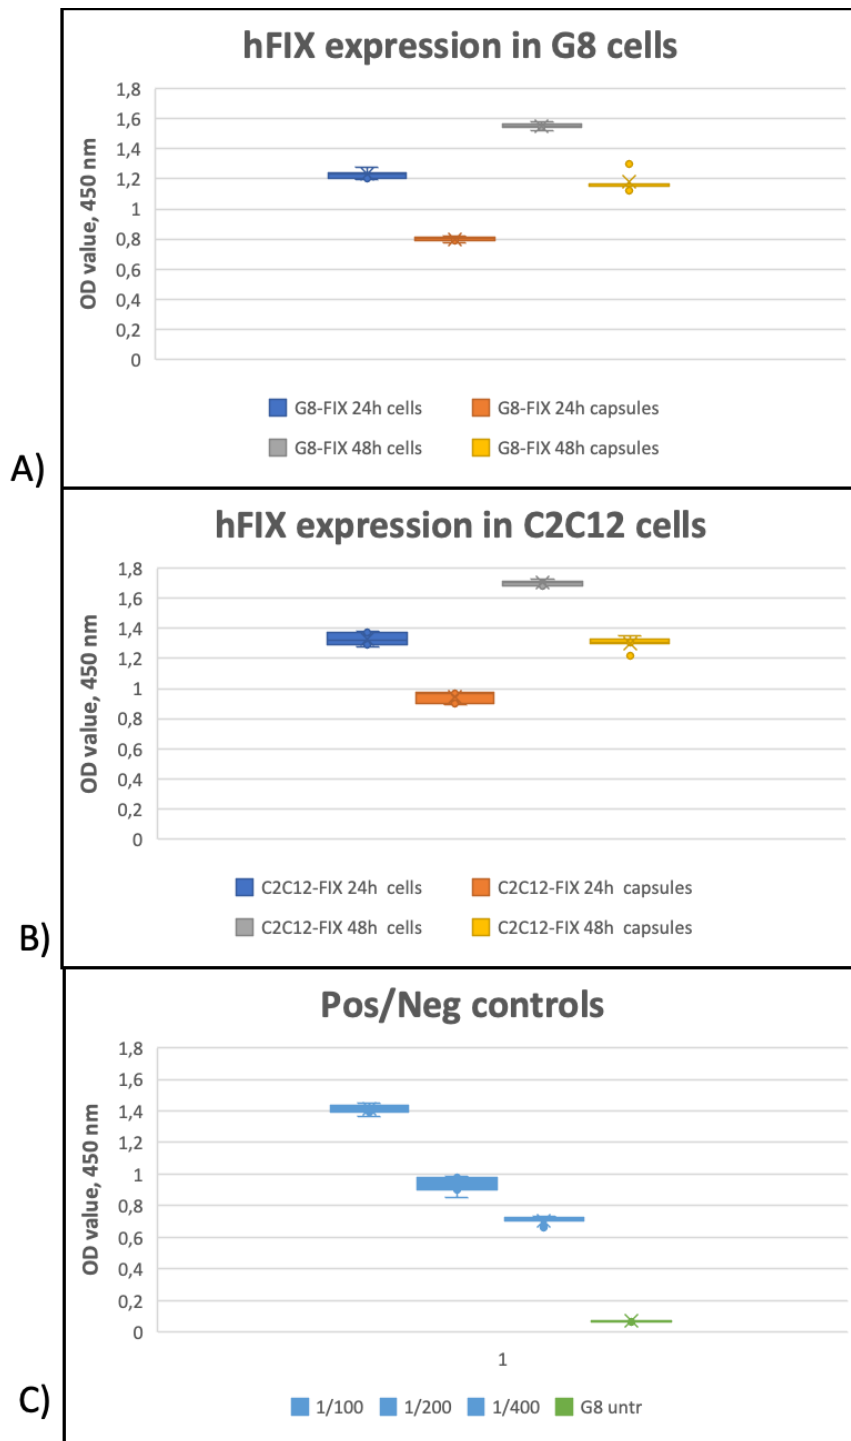 hFIX expression in G8 cells
OD value, 450 nm
1,8
1,6
1,4
1,2
1
0,8
0,6
0,4
0,2
0
G8-FIX 24h cells G8-FIX 24h capsules
G8-FIX 48h cells G8-FIX 48h capsules
A)
hFIX expression in C2C12 cells
OD value, 450 nm
1,8
1,6
1,4
1,2
1
0,8
0,6
0,4
0,2
0
C2C12-FIX 24h cells C2C12-FIX 24h capsules
C2C12-FIX 48h cells C2C12-FIX 48h capsules
B)
Pos/Neg controls
OD value, 450 nm
1,8
1,6
1,4
1,2
1
0,8
0,6
0,4
0,2
0
1
1/100 1/200 1/400 G8 untr
C)